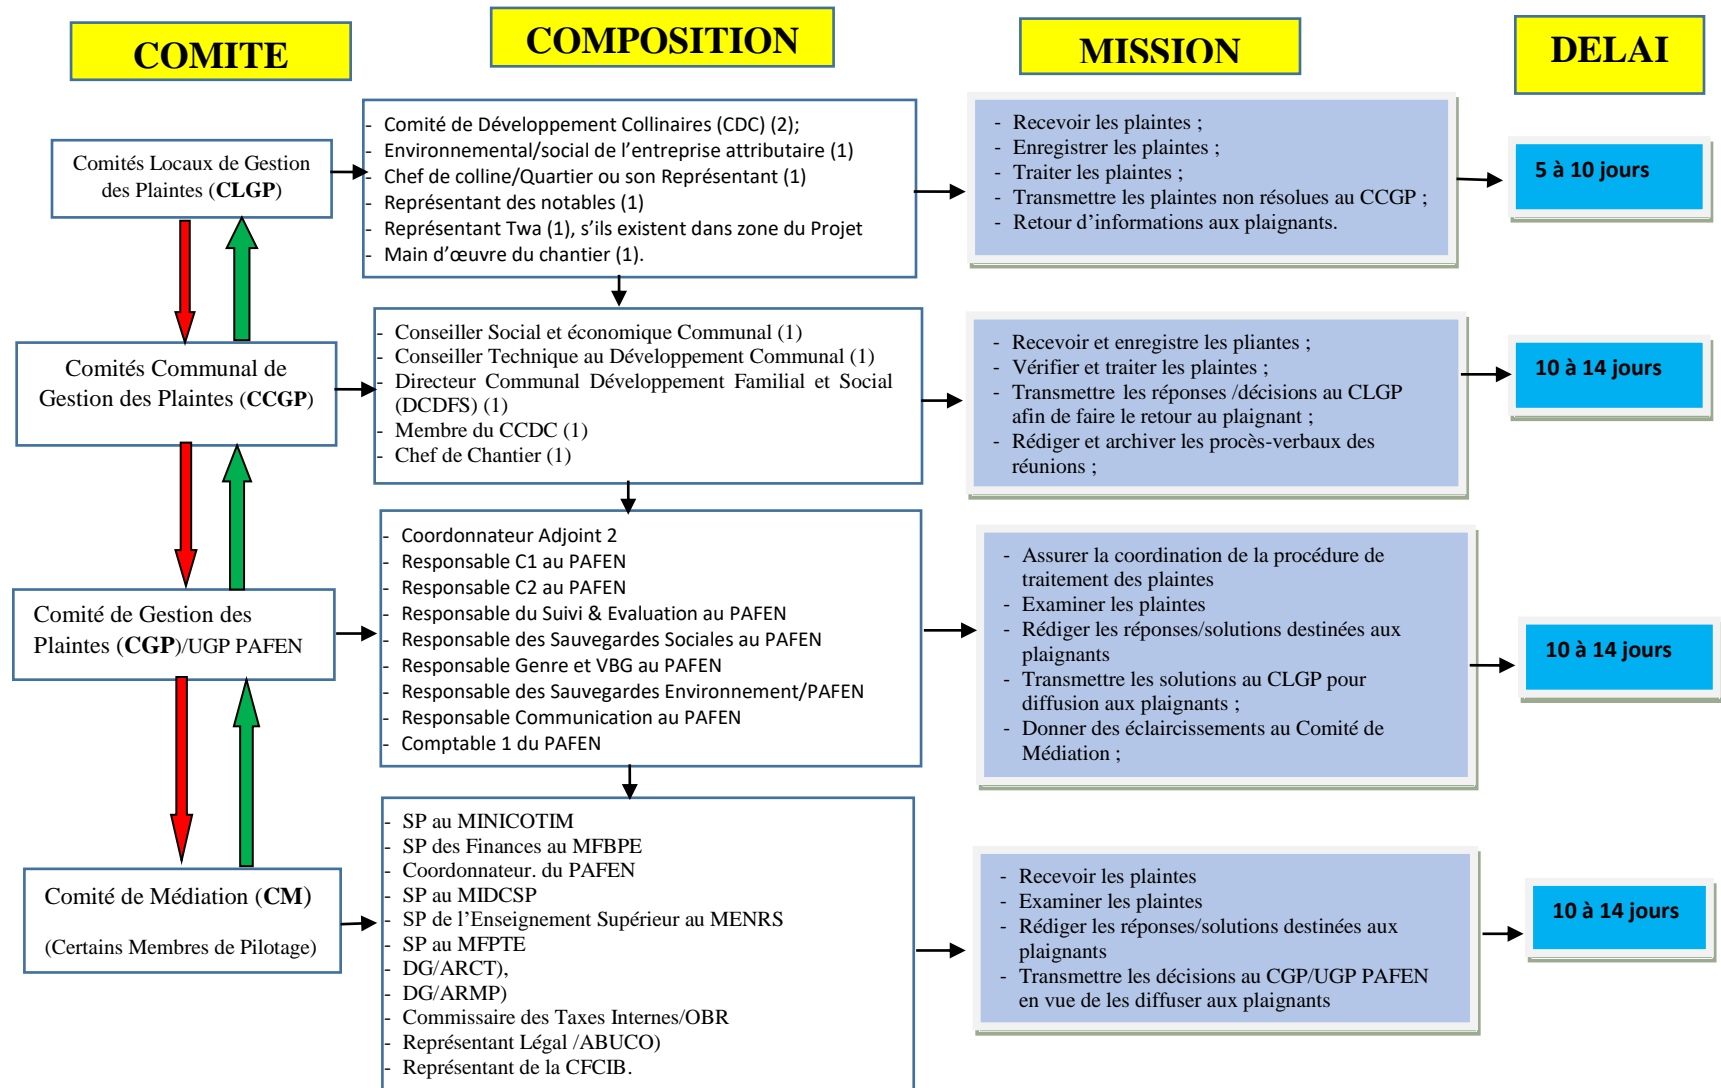 COMITE
COMPOSITION
MISSION
DELAI
Comités Locaux de Gestion
des Plaintes (CLGP)
- Comité de Développement Collinaires (CDC) (2);
- Environnemental/social de l'entreprise attributaire (1)
- Chef de colline/Quartier ou son Représentant (1)
- Représentant des notables (1)
- Représentant Twa (1), s'ils existent dans zone du Projet
- Main d'œuvre du chantier (1).
- Recevoir les plaintes ;
- Enregistrer les plaintes ;
- Traiter les plaintes ;
- Transmettre les plaintes non résolues au CCGP ;
- Retour d'informations aux plaignants.
5 à 10 jours
Comités Communal de
Gestion des Plaintes (CCGP)
- Conseiller Social et économique Communal (1)
- Conseiller Technique au Développement Communal (1)
- Directeur Communal Développement Familial et Social
(DCDFS) (1)
- Membre du CCDC (1)
- Chef de Chantier (1)
- Recevoir et enregistre les pliantes ;
- Vérifier et traiter les plaintes ;
- Transmettre les réponses /décisions au CLGP
afin de faire le retour au plaignant ;
- Rédiger et archiver les procès-verbaux des
réunions ;
10 à 14 jours
Comité de Gestion des
Plaintes (CGP)/UGP PAFEN
- Coordonnateur Adjoint 2
- Responsable C1 au PAFEN
- Responsable C2 au PAFEN
- Responsable du Suivi & Evaluation au PAFEN
- Responsable des Sauvegardes Sociales au PAFEN
- Responsable Genre et VBG au PAFEN
- Responsable des Sauvegardes Environnement/PAFEN
- Responsable Communication au PAFEN
- Comptable 1 du PAFEN
- Assurer la coordination de la procédure de
traitement des plaintes
- Examiner les plaintes
- Rédiger les réponses/solutions destinées aux
plaignants
- Transmettre les solutions au CLGP pour
diffusion aux plaignants ;
- Donner des éclaircissements au Comité de
Médiation ;
10 à 14 jours
Comité de Médiation (CM)
(Certains Membres de Pilotage)
- SP au MINICOTIM
- SP des Finances au MFBPE
- Coordonnateur. du PAFEN
- SP au MIDCSP
- SP de l'Enseignement Supérieur au MENRS
- SP au MFPTE
- DG/ARCT),
- DG/ARMP)
- Commissaire des Taxes Internes/OBR
- Représentant Légal /ABUCO)
- Représentant de la CFCIB.
- Recevoir les plaintes
- Examiner les plaintes
- Rédiger les réponses/solutions destinées aux
plaignants
- Transmettre les décisions au CGP/UGP PAFEN
en vue de les diffuser aux plaignants
10 à 14 jours